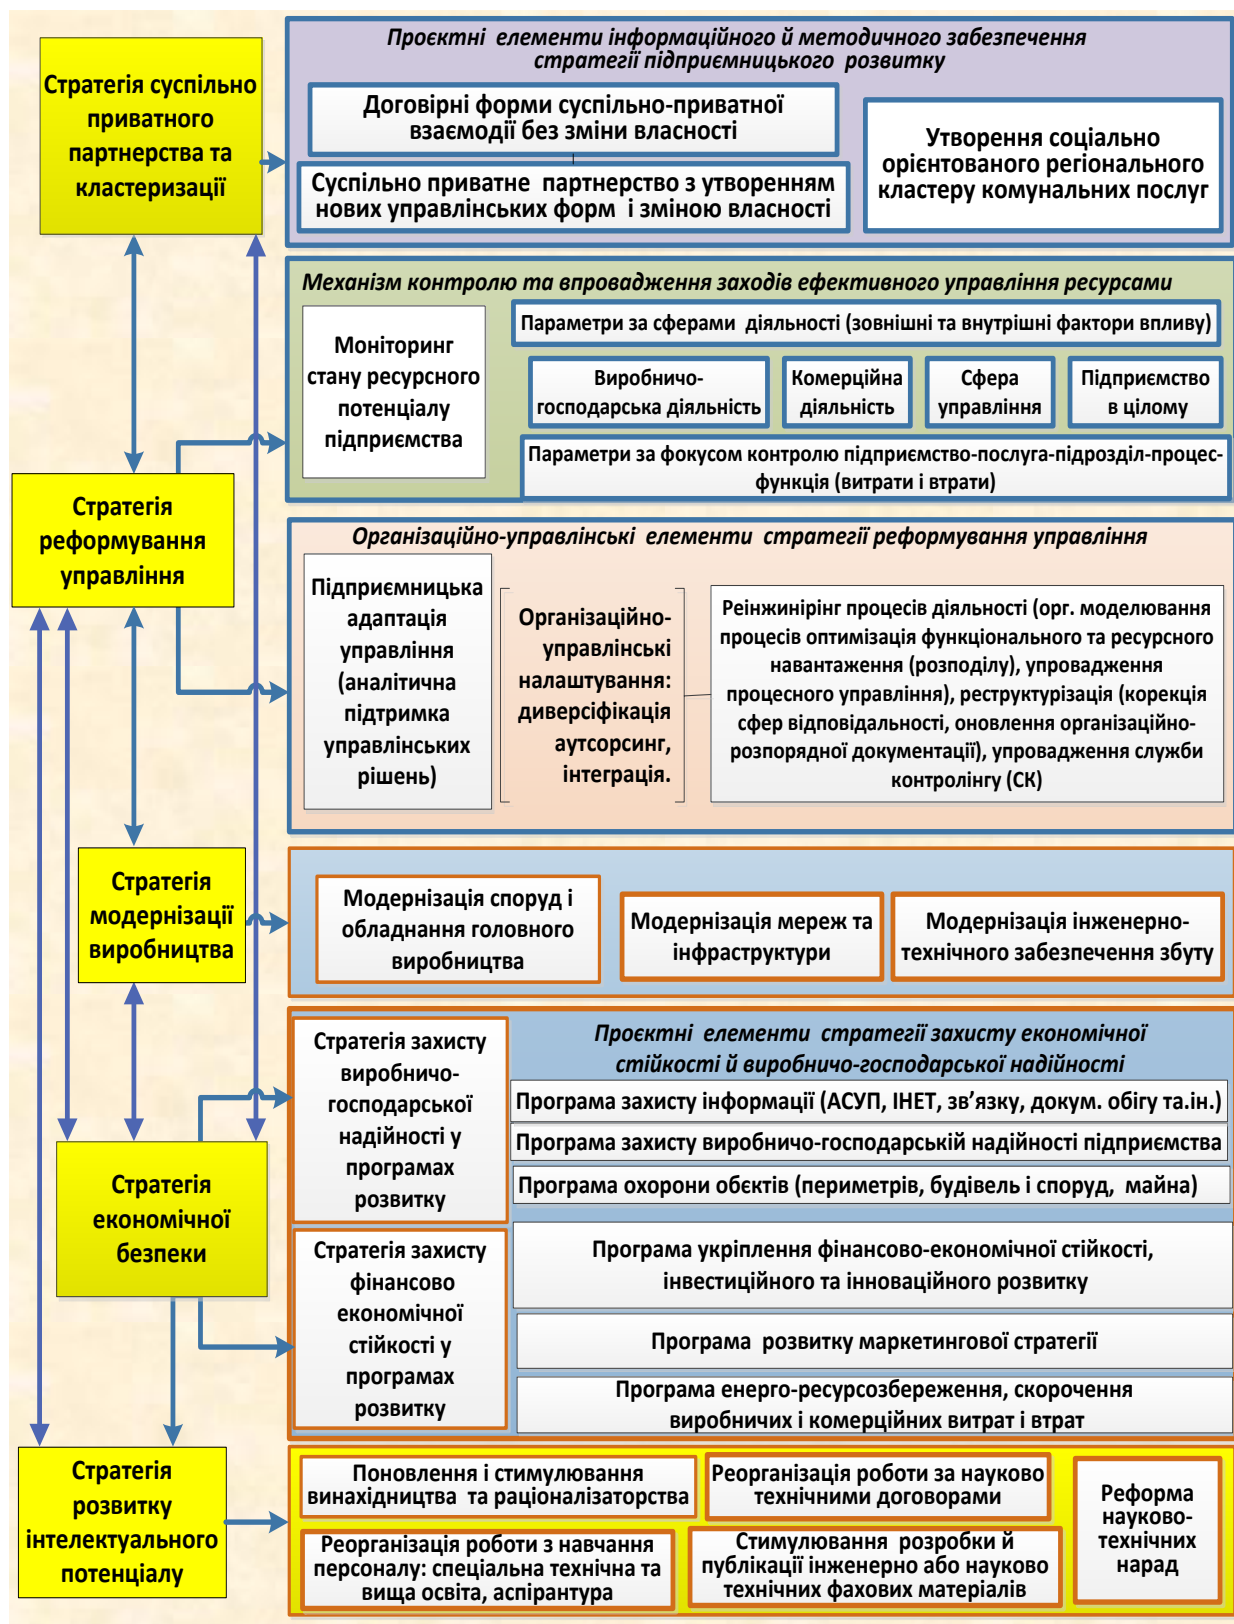 Стратегія суспільно
приватного
партнерства та
кластеризації
Проєктні елементи інформаційного й методичного забезпечення
стратегії підприємницького розвитку
Договірні форми суспільно-приватної
взаємодії без зміни власності
Суспільно приватне партнерство з утворенням
нових управлінських форм і зміною власності
Утворення соціально
орієнтованого регіонального
кластеру комунальних послуг
Стратегія
реформування
управління
Механізм контролю та впровадження заходів ефективного управління ресурсами
Моніторинг
стану ресурсного
потенціалу
підприємства
Параметри за сферами діяльності (зовнішні та внутрішні фактори впливу)
Виробничо-
господарська діяльність
Комерційна
діяльність
Сфера
управління
Підприємство
в цілому
Параметри за фокусом контролю підприємство-послуга-підрозділ-процес-
функція (витрати і втрати)
Організаційно-управлінські елементи стратегії реформування управління
Підприємницька
адаптація
управління
(аналітична
підтримка
управлінських
рішень)
Організаційно-
управлінські
налаштування:
диверсіфікація
аутсорсинг,
інтеграція.
Реінжинірінг процесів діяльності (орг. моделювання
процесів оптимізація функціонального та ресурсного
навантаження (розподілу), упровадження
процесного управління), реструктурізація (корекція
сфер відповідальності, оновлення організаційно-
розпорядної документації), упровадження служби
контролінгу (СК)
Стратегія
модернізації
виробництва
Модернізація споруд і
обладнання головного
виробництва
Модернізація мереж та
інфраструктури
Модернізація інженерно-
технічного забезпечення збуту
Стратегія
економічної
безпеки
Стратегія захисту
виробничо-
господарської
надійності у
програмах
розвитку
Проєктні елементи стратегії захисту економічної
стійкості й виробничо-господарської надійності
Програма захисту інформації (АСУП, ІНЕТ, зв’язку, докум. обігу та.ін.)
Програма захисту виробничо-господарській надійності підприємства
Програма охорони обєктів (периметрів, будівель і споруд, майна)
Стратегія захисту
фінансово
економічної
стійкості у
програмах
розвитку
Програма укріплення фінансово-економічної стійкості,
інвестиційного та інноваційного розвитку
Програма розвитку маркетингової стратегії
Програма енерго-ресурсозбереження, скорочення
виробничих і комерційних витрат і втрат
Стратегія
розвитку
інтелектуального
потенціалу
Поновлення і стимулювання
винахідництва та раціоналізаторства
Реорганізація роботи за науково
технічними договорами
Реформа
науково-
технічних
нарад
Реорганізація роботи з навчання
персоналу: спеціальна технічна та
вища освіта, аспірантура
Стимулювання розробки й
публікації інженерно або науково
технічних фахових матеріалів